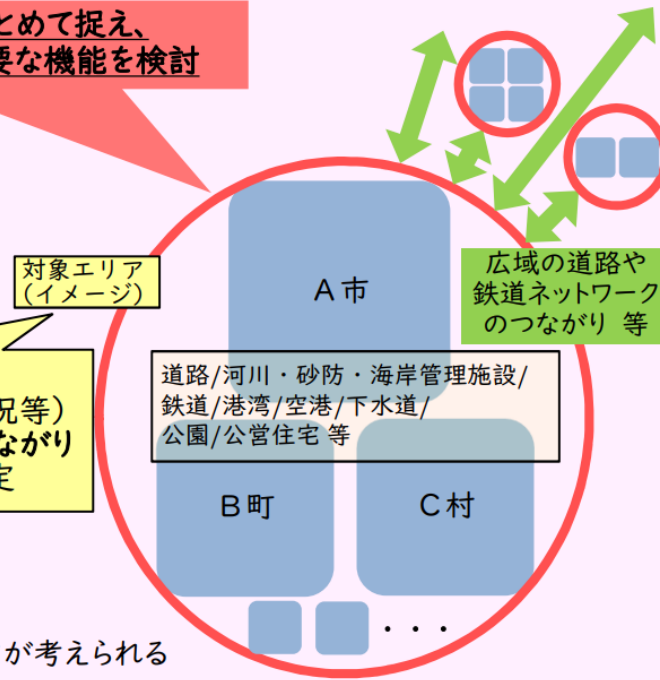 とめて捉え、
要な機能を検討
対象エリア
（イメージ）
A市
広域の道路や
鉄道ネットワーク
のつながり 等
道路/河川・砂防・海岸管理施設/
鉄道/港湾/空港/下水道/
公園/公営住宅 等
況等）
ながり
定
B町
C村
・・・
が考えられる